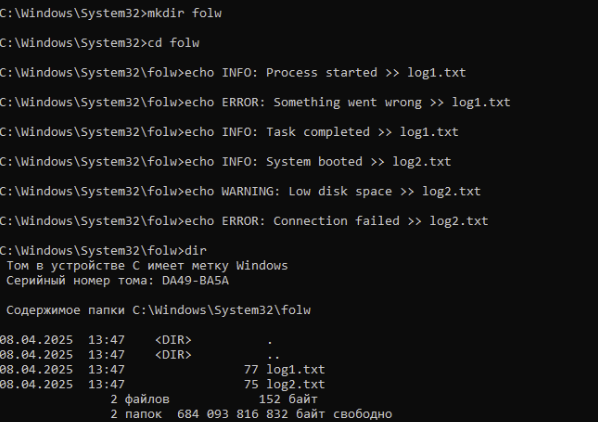 C:\Windows\System32>mkdir folw
C:\Windows\System32>cd folw
C:\Windows\System32\folw>echo INFO: Process started >> log1.txt
C:\Windows\System32\folw>echo ERROR: Something went wrong >> log1.txt
C:\Windows\System32\folw>echo INFO: Task completed >> log1.txt
C:\Windows\System32\folw>echo INFO: System booted >> log2.txt
C:\Windows\System32\folw>echo WARNING: Low disk space >> log2.txt
C:\Windows\System32\folw>echo ERROR: Connection failed >> log2.txt
C:\Windows\System32\folw>dir
 Том в устройстве C имеет метку Windows
 Серийный номер тома: DA49-BA5A
 Содержимое папки C:\Windows\System32\folw
08.04.2025  13:47    <DIR>          .
08.04.2025  13:47    <DIR>          ..
08.04.2025  13:47                77 log1.txt
08.04.2025  13:47                75 log2.txt
               2 файлов            152 байт
               2 папок  684 093 816 832 байт свободно